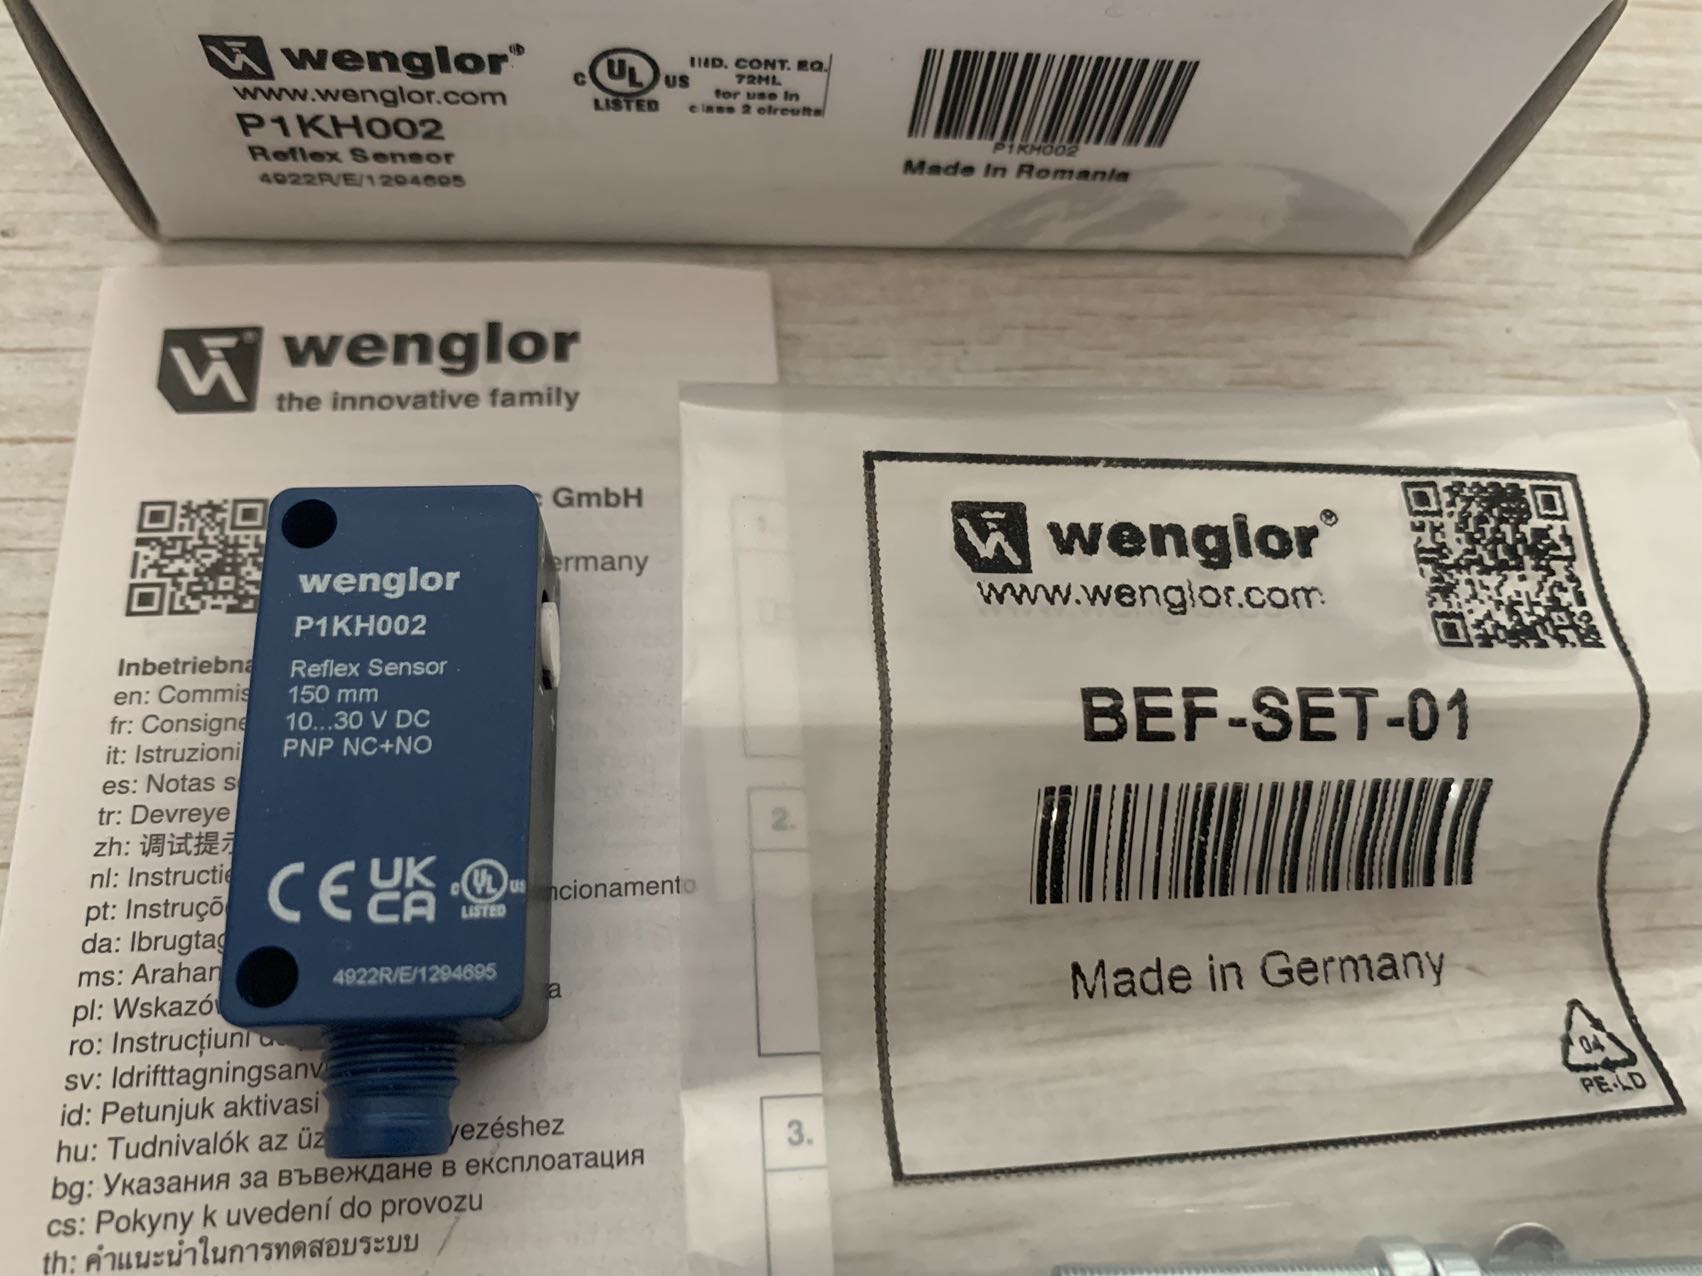 wenglor®
www.wenglor.com
P1KH002
Reflex Sensor
4922R/E/1294695
c UL US
LISTED
IND. CONT. EQ.
72HL
for use in
class 2 circuits
P1KH002
Made in Romania
wenglor®
the innovative family
GmbH
ermany
Inbetriebna
en: Commis
fr: Consigne
it: Istruzioni
es: Notas s
tr: Devreye
zh: 调试提示
nl: Instructie
pt: Instruçõ
ncionamento
da: Ibrugtag
ms: Arahan
pl: Wskazów
a
ro: Instrucțiuni
sv: Idrifttagningsanv
id: Petunjuk aktivasi
hu: Tudnivalók az üz yezéshez
bg: Указания за въвеждане в експлоатация
cs: Pokyny k uvedení do provozu
th: คำแนะนำในการทดสอบระบบ
wenglor
P1KH002
Reflex Sensor
150 mm
10...30 V DC
PNP NC+NO
CE UK CA c UL US LISTED
4922R/E/1294695
2.
3.
wenglor®
www.wenglor.com
BEF-SET-01
Made in Germany
04
PE-LD